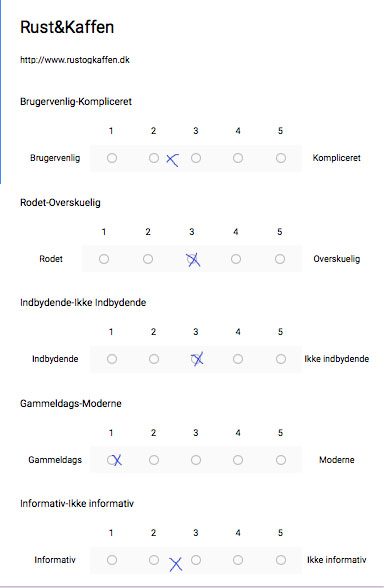 Rust&Kaffen
http://www.rustogkaffen.dk
Brugervenlig-Kompliceret
1 2 3 4 5
Brugervenlig Kompliceret
Rodet-Overskuelig
1 2 3 4 5
Rodet Overskuelig
Indbydende-Ikke Indbydende
1 2 3 4 5
Indbydende Ikke indbydende
Gammeldags-Moderne
1 2 3 4 5
Gammeldags Moderne
Informativ-Ikke informativ
1 2 3 4 5
Informativ Ikke informativ